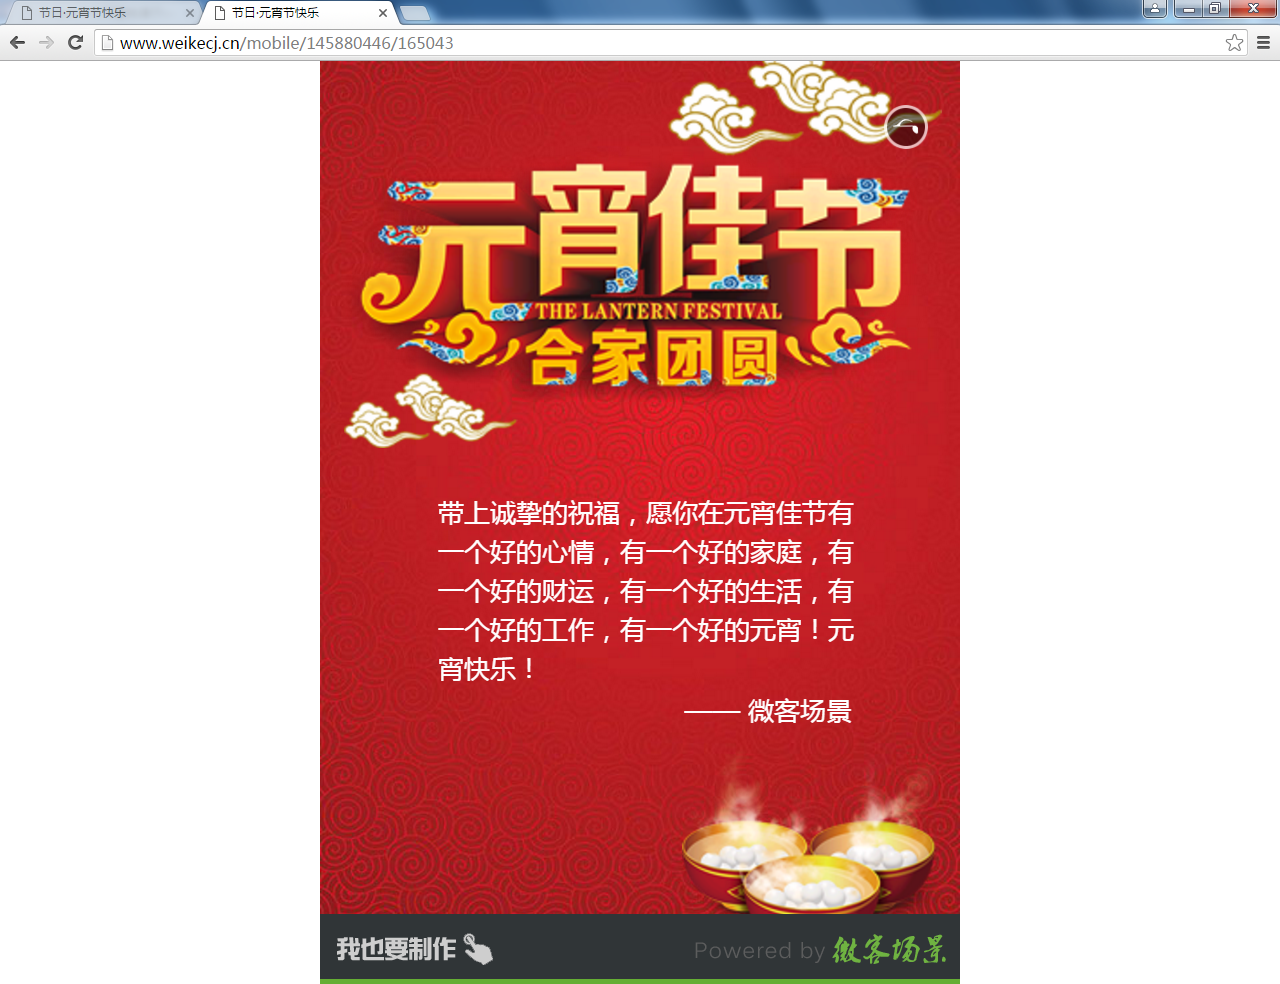 节日·元宵节快乐
节日·元宵节快乐
www.weikecj.cn/mobile/145880446/165043
元宵佳节
THE LANTERN FESTIVAL
合家团圆
带上诚挚的祝福，愿你在元宵佳节有
一个好的心情，有一个好的家庭，有
一个好的财运，有一个好的生活，有
一个好的工作，有一个好的元宵！元
宵快乐！
—— 微客场景
我也要制作
Powered by 微客场景